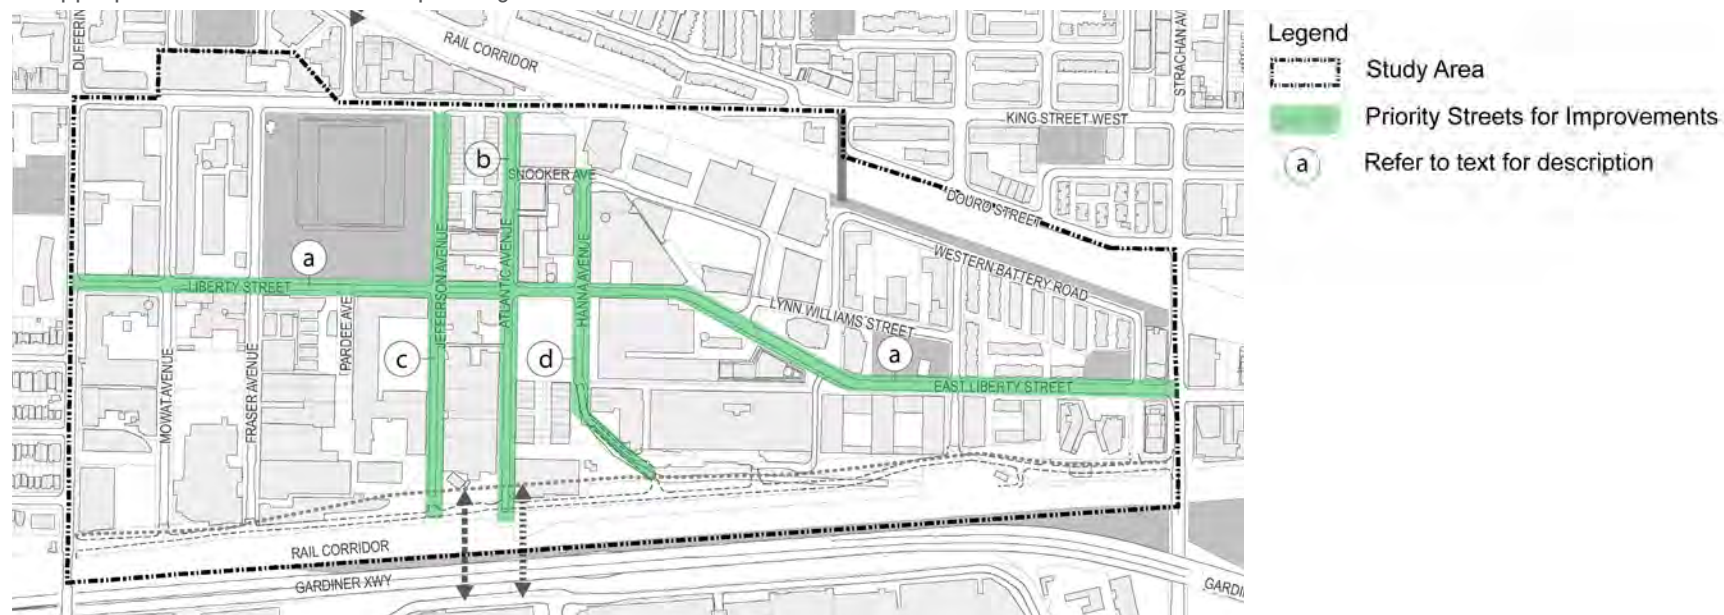 DUFFERIN
RAIL CORRIDOR
STRACHAN AV
KING STREET WEST
b
SNOOKER AVE
DOURO STREET
WESTERN BATTERY ROAD
a
LIBERTY STREET
JEFFERSON AVENUE
ATLANTIC AVENUE
HANNA AVENUE
LYNN WILLIAMS STREET
PARDEE AVE
c
d
a
EAST LIBERTY STREET
MOWAT AVENUE
FRASER AVENUE
RAIL CORRIDOR
GARDINER XWY
GARDI
Legend
Study Area
Priority Streets for Improvements
a Refer to text for description